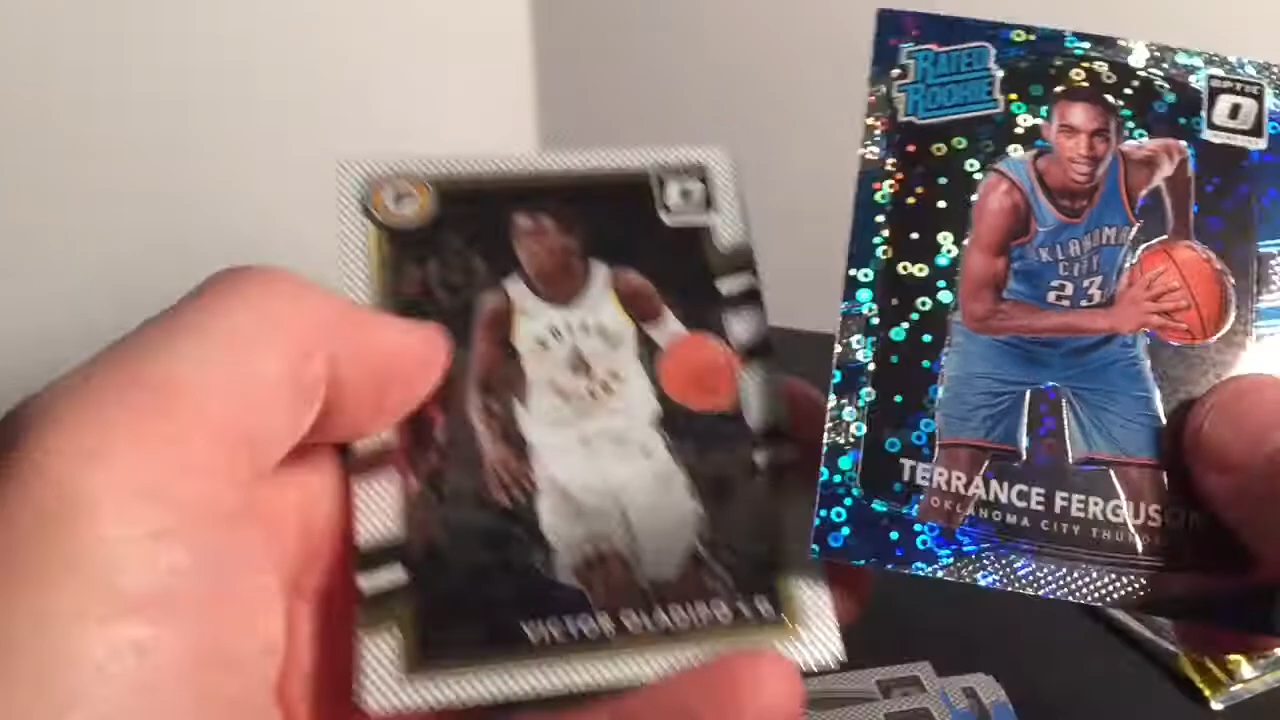 VICTOR OLADIPO
RATED
ROOKIE
OPTIC
OKLAHOMA
CITY
23
TERRANCE FERGUSON
OKLAHOMA CITY THUNDER